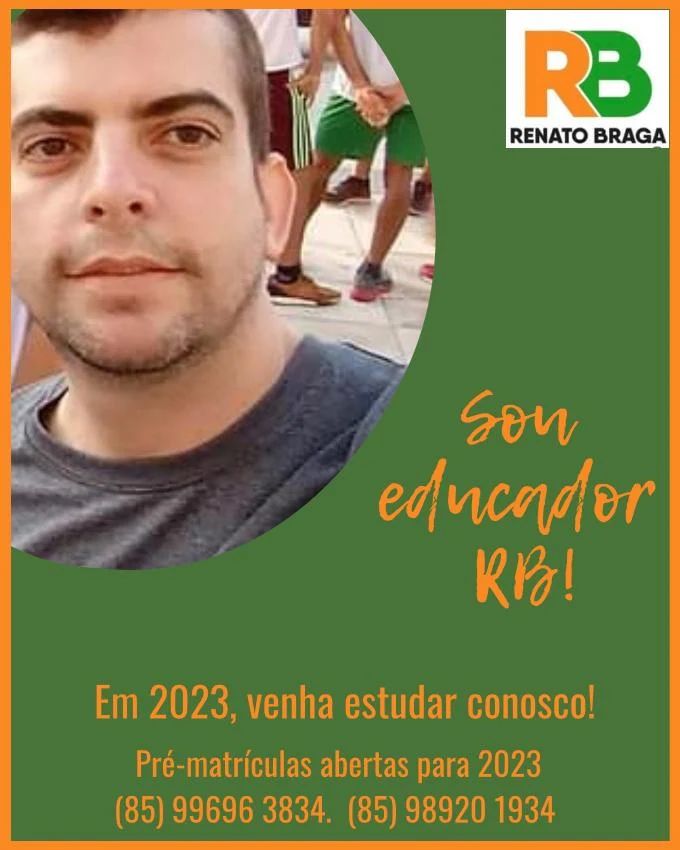 RB
RENATO BRAGA
Sou
educador
RB!
Em 2023, venha estudar conosco!
Pré-matrículas abertas para 2023
(85) 99696 3834. (85) 98920 1934